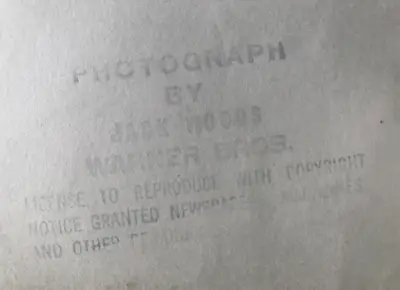 PHOTOGRAPH
BY
JACK WOODS
WARNER BROS.
LICENSE TO REPRODUCE WITH COPYRIGHT
NOTICE GRANTED
AND OTHER